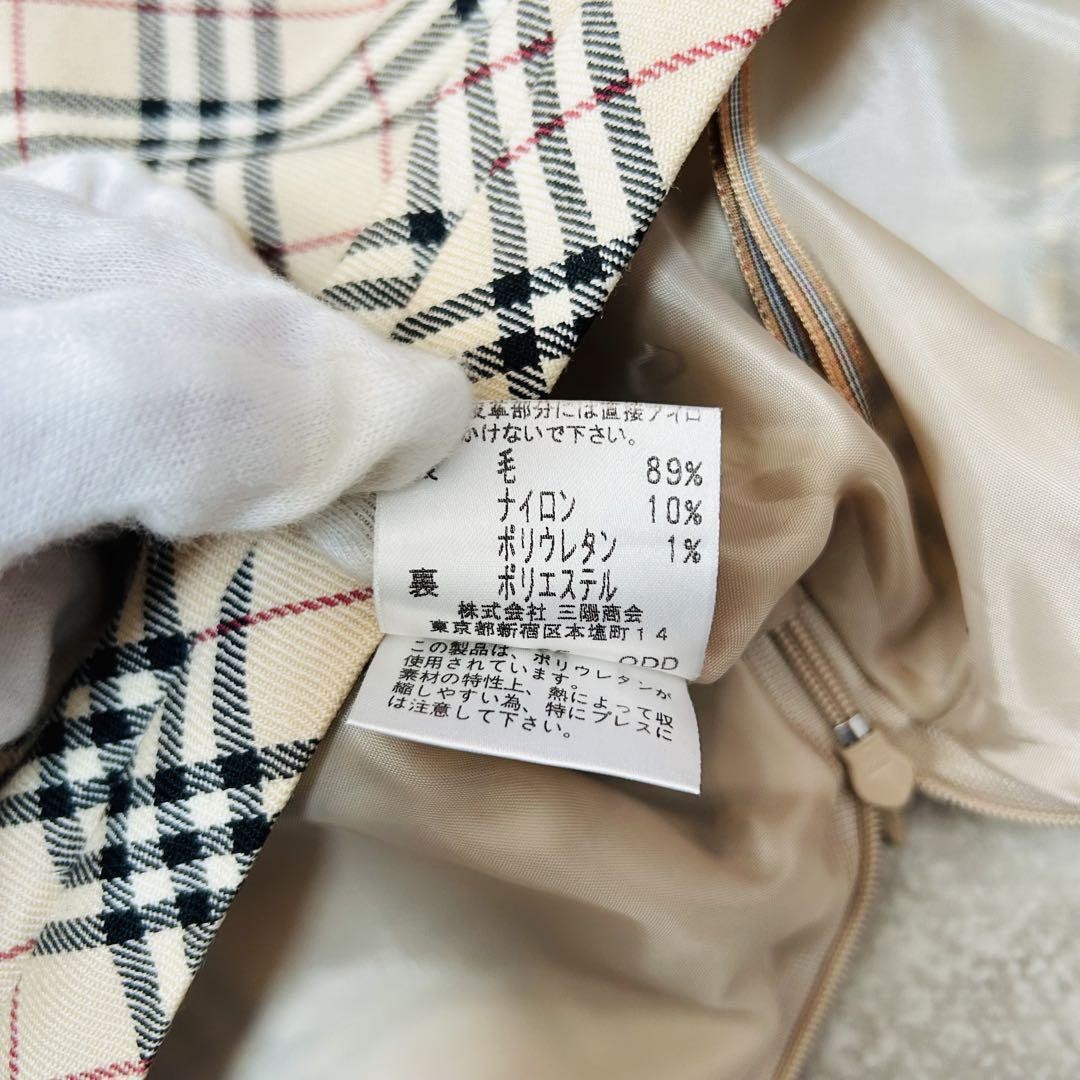 皮革部分には直接アイロ
かけないで下さい。
毛 89%
ナイロン 10%
ポリウレタン 1%
裏 ポリエステル
株式会社 三陽商会
東京都新宿区本塩町14
この製品は、ポリウレタンが
使用されています。
素材の特性上、熱によって収
縮しやすい為、特にプレスに
は注意して下さい。